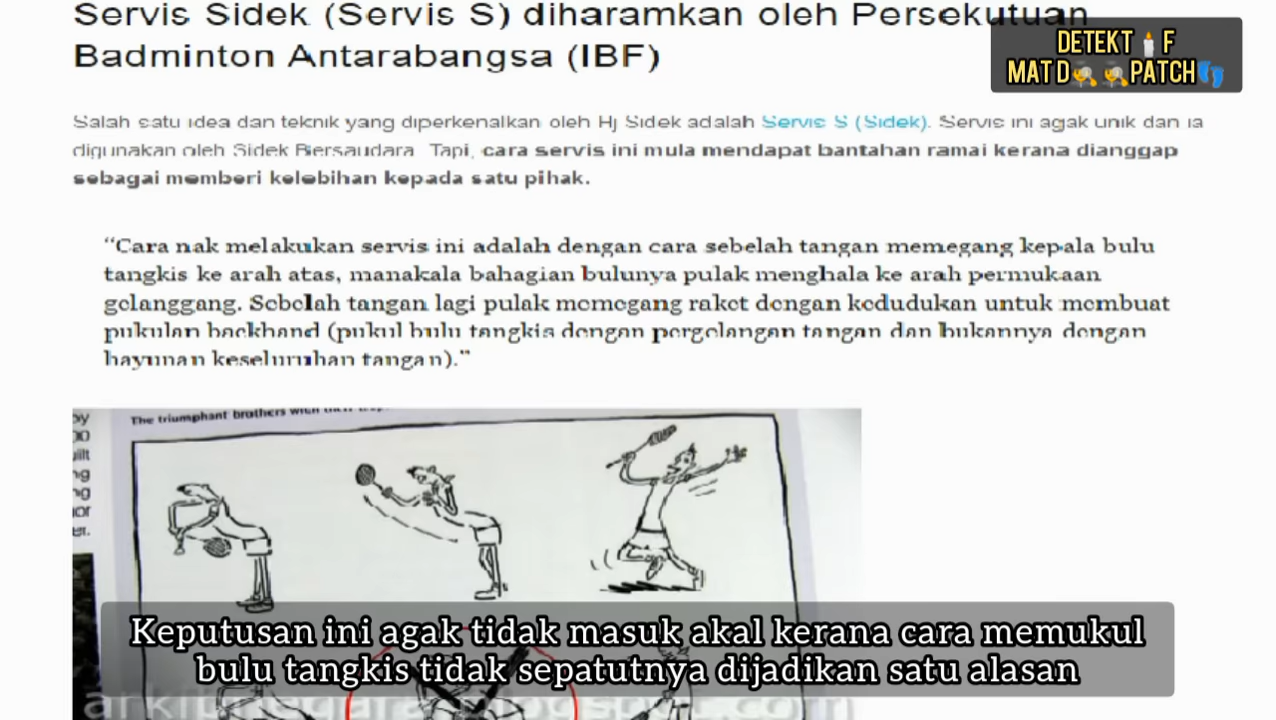 Servis Sidek (Servis S) diharamkan oleh Persekutuan
Badminton Antarabangsa (IBF)
DETEKT F
MAT D PATCH
Salah satu idea dan teknik yang diperkenalkan oleh Hj Sidek adalah Servis S (Sidek). Servis ini agak unik dan ia
digunakan oleh Sidek Bersaudara. Tapi, cara servis ini mula mendapat bantahan ramai kerana dianggap
sebagai memberi kelebihan kepada satu pihak.
“Cara nak melakukan servis ini adalah dengan cara sebelah tangan memegang kepala bulu
tangkis ke arah atas, manakala bahagian bulunya pulak menghala ke arah permukaan
gelanggang. Sebelah tangan lagi pulak memegang raket dengan kedudukan untuk membuat
pukulan backhand (pukul bulu tangkis dengan pergelangan tangan dan bukannya dengan
hayunan keseluruhan tangan).”
The triumphant brothers with their
Keputusan ini agak tidak masuk akal kerana cara memukul
bulu tangkis tidak sepatutnya dijadikan satu alasan